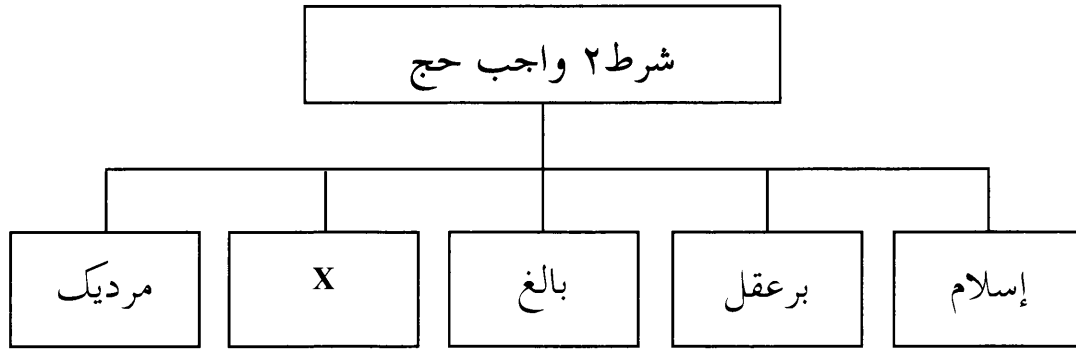 شرط٢ واجب حج
إسلام
برعقل
بالغ
X
مرديک